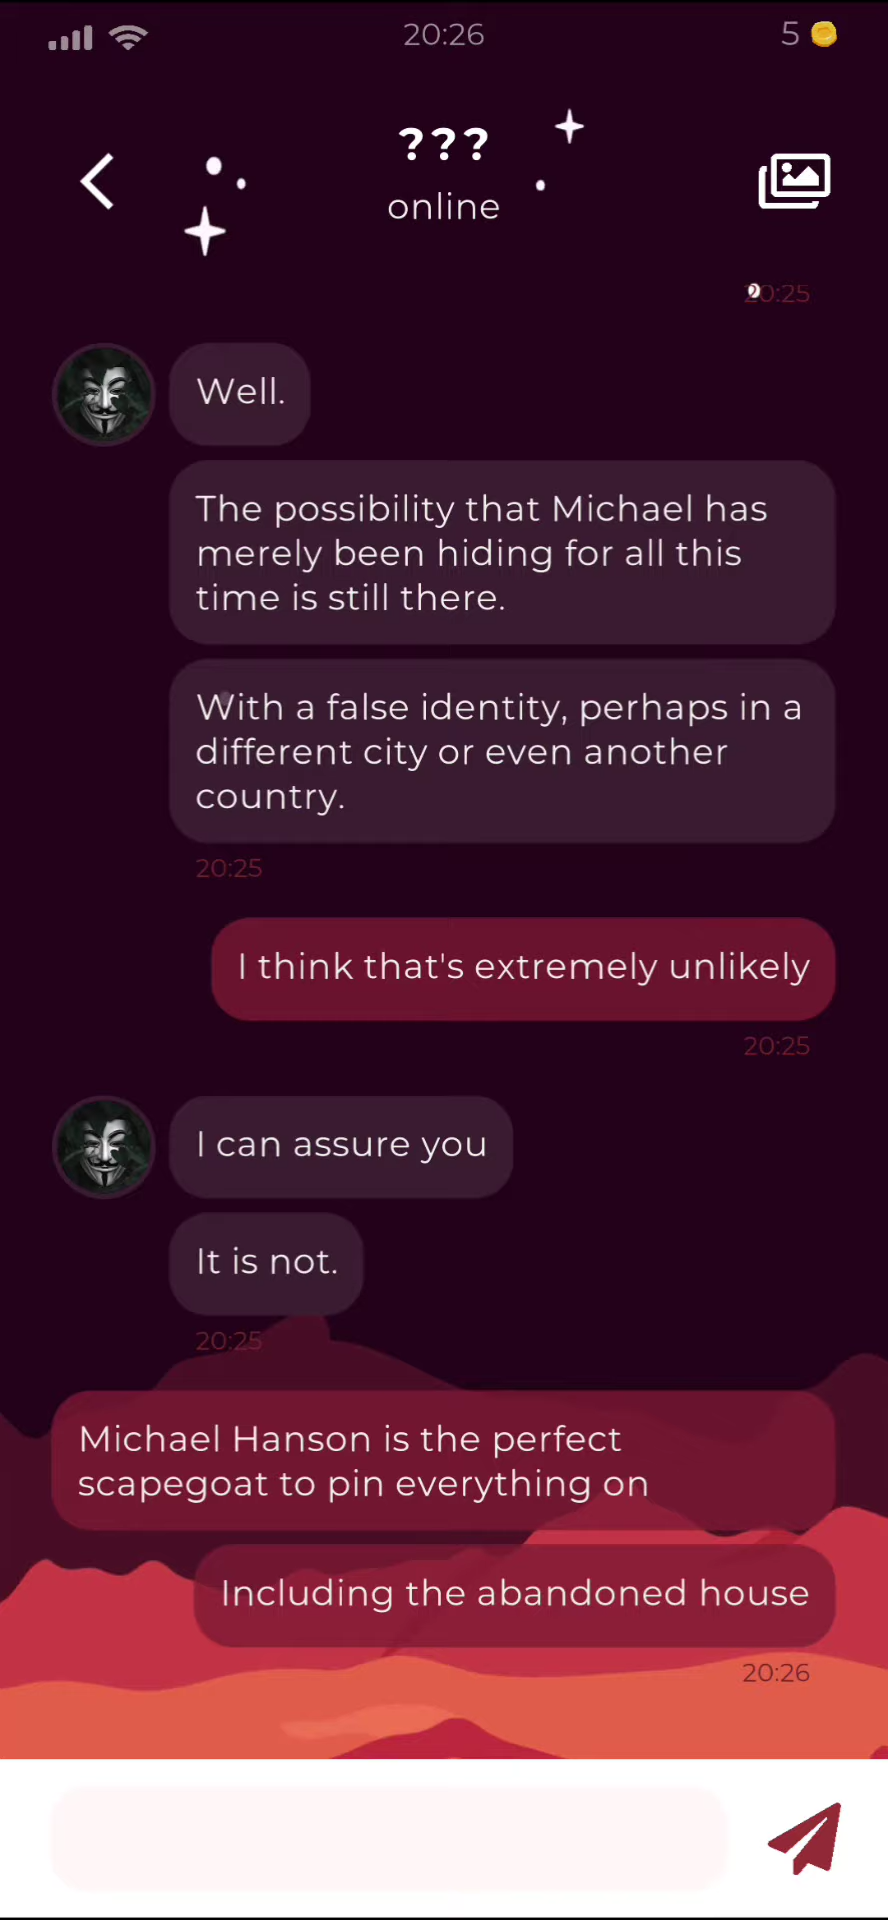 20:26
5
???
online
20:25
Well.
The possibility that Michael has
merely been hiding for all this
time is still there.
With a false identity, perhaps in a
different city or even another
country.
20:25
I think that's extremely unlikely
20:25
I can assure you
It is not.
20:25
Michael Hanson is the perfect
scapegoat to pin everything on
Including the abandoned house
20:26